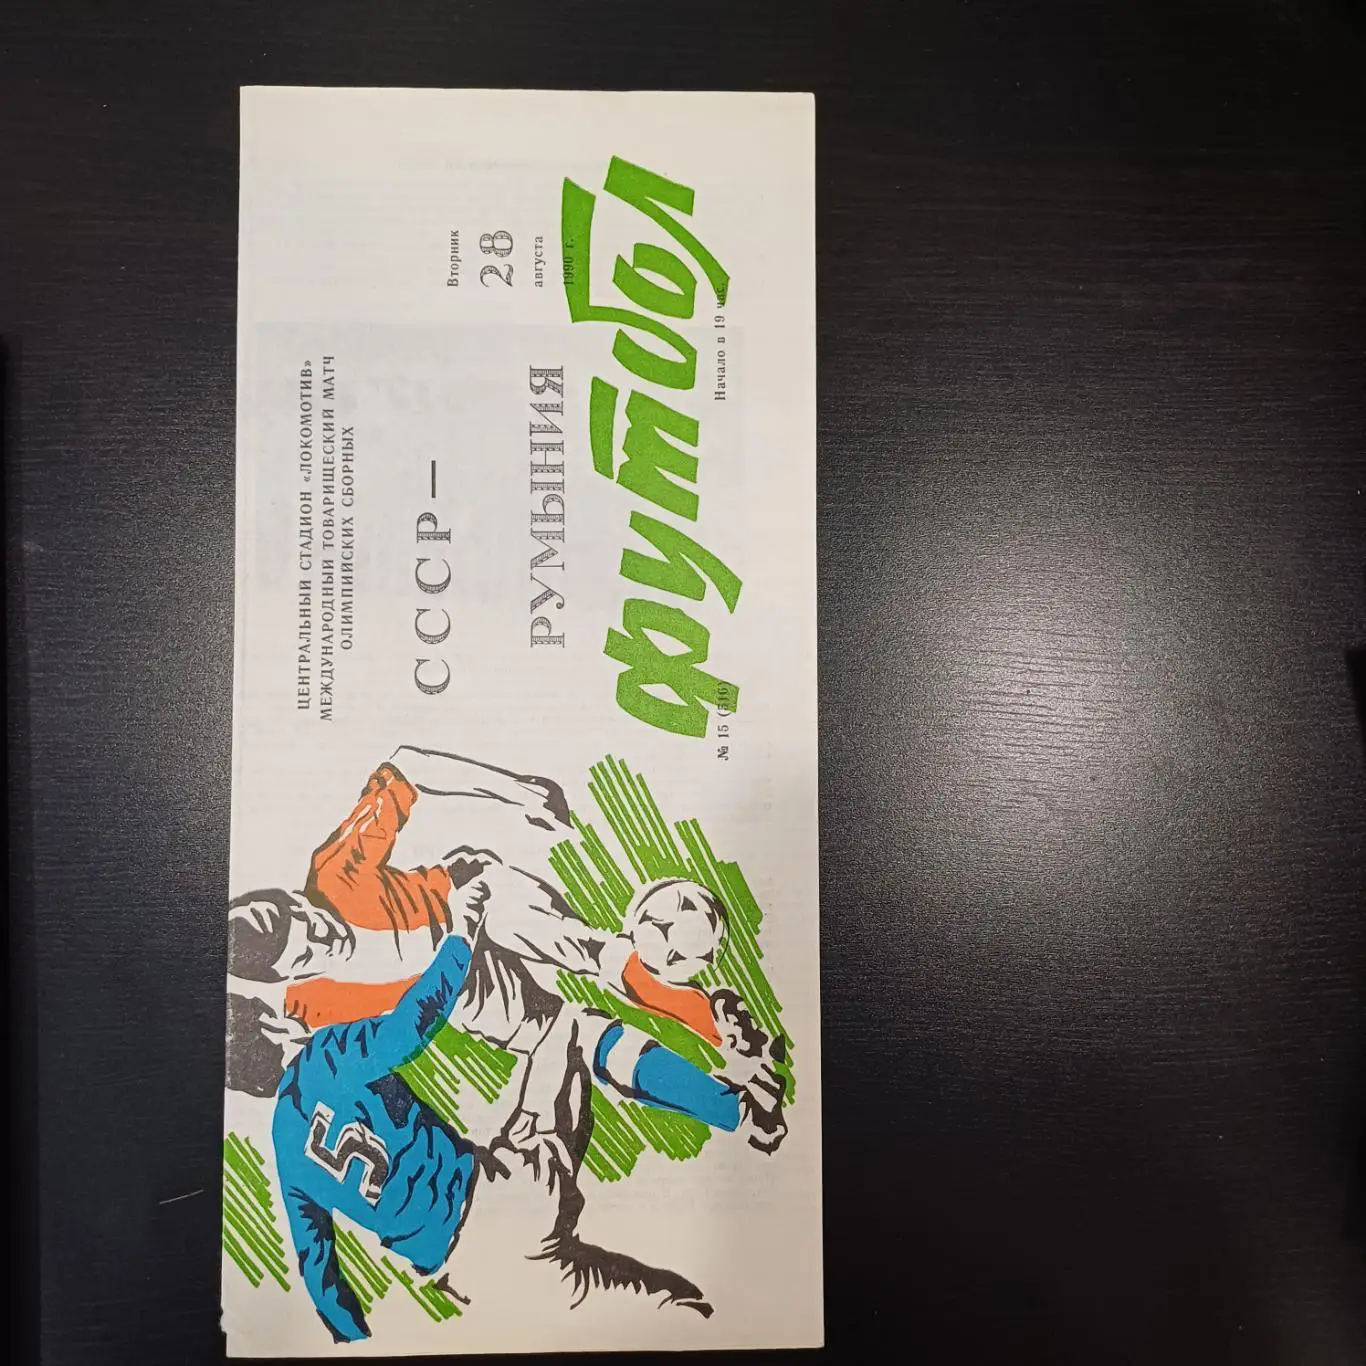 ЦЕНТРАЛЬНЫЙ СТАДИОН «ЛОКОМОТИВ»
МЕЖДУНАРОДНЫЙ ТОВАРИЩЕСКИЙ МАТЧ
ОЛИМПИЙСКИХ СБОРНЫХ
СССР —
РУМЫНИЯ
Вторник
28
августа
1990 г.
футбол
№ 15 (516)
Начало в 19 час.
5